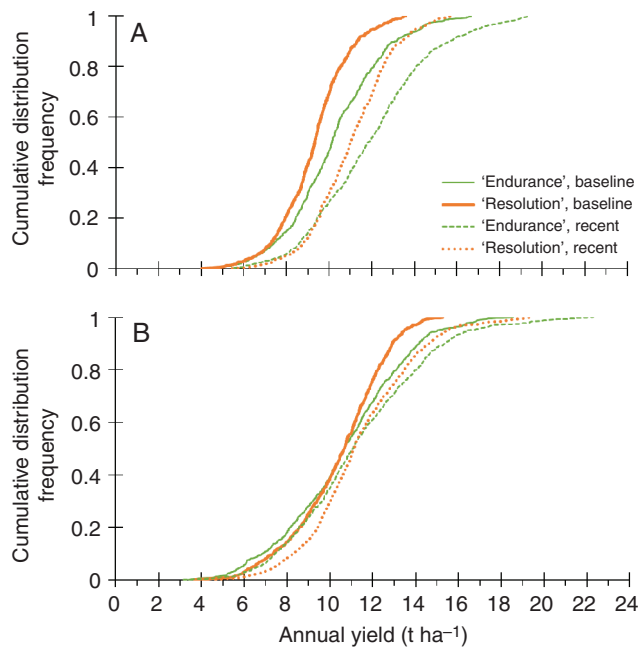 A
1
0.8
0.6
0.4
0.2
0
Cumulative distribution
frequency
'Endurance', baseline
'Resolution', baseline
'Endurance', recent
'Resolution', recent
B
1
0.8
0.6
0.4
0.2
0
Cumulative distribution
frequency
0 2 4 6 8 10 12 14 16 18 20 22 24
Annual yield (t ha–1)